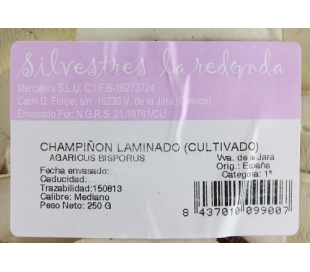 silvestres la redonda
Mercajara S.L.U. C.I.F.B-16273724
Carril D. Felipe, s/n 16230 V. de la Jara (Cuenca)
Envasado Por: N.G.R.S. 21.19761/CU
CHAMPIÑON LAMINADO (CULTIVADO)
AGARICUS BISPORUS
Vva. de la Jara
Fecha envasado:
Orig.: España
Caducidad:
Categoría: 1ª
Trazabilidad:150613
Calibre: Mediano
Peso Neto: 250 G
8 437010 099007